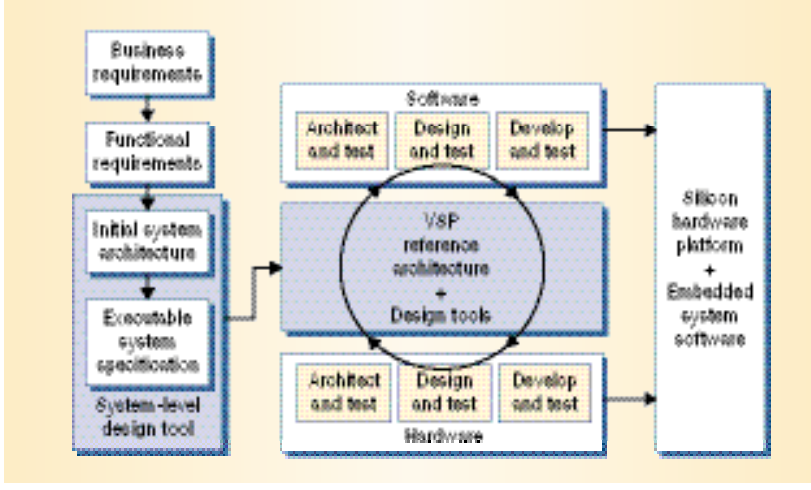 Business
requirements
Functional
requirements
Initial system
architecture
Executable
system
specification
System-level
design tool
Software
Architect
and test
Design
and test
Develop
and test
VSP
reference
architecture
+
Design tools
Architect
and test
Design
and test
Develop
and test
Hardware
Silicon
hardware
platform
+
Embedded
system
software